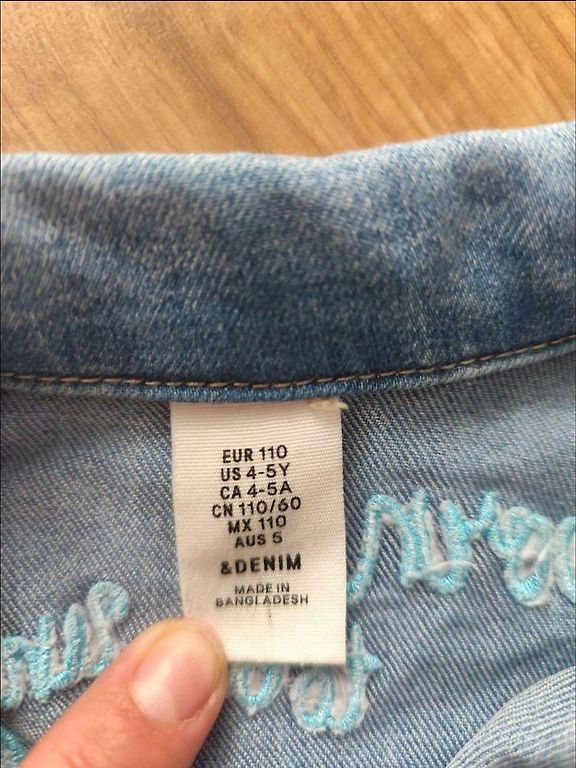 EUR 110
US 4-5Y
CA 4-5A
CN 110/60
MX 110
AUS 5
&DENIM
MADE IN
BANGLADESH